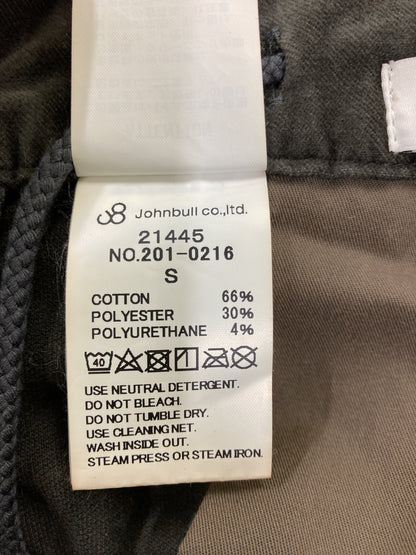 Johnbull co.,ltd.
21445
NO.201-0216
S
COTTON 66%
POLYESTER 30%
POLYURETHANE 4%
40
USE NEUTRAL DETERGENT.
DO NOT BLEACH.
DO NOT TUMBLE DRY.
USE CLEANING NET.
WASH INSIDE OUT.
STEAM PRESS OR STEAM IRON.